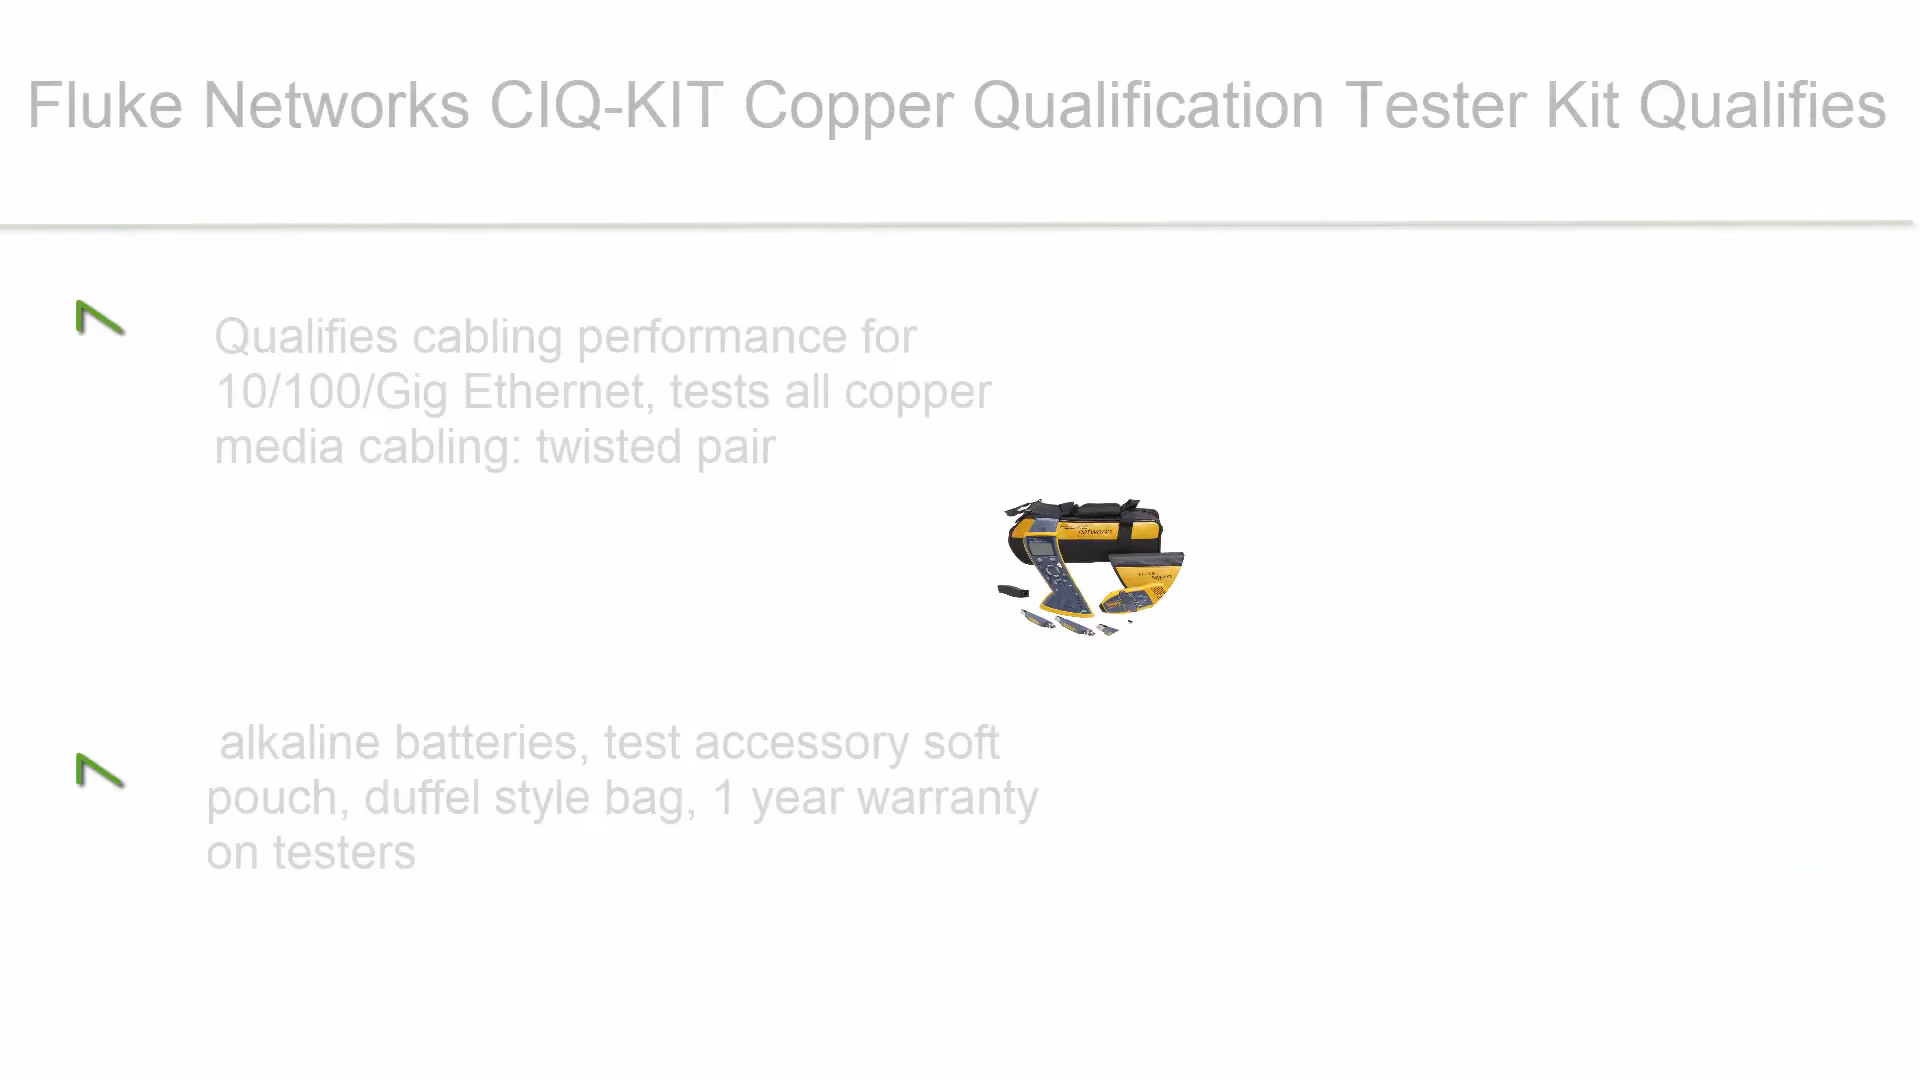 Fluke Networks CIQ-KIT Copper Qualification Tester Kit Qualifies
Qualifies cabling performance for
10/100/Gig Ethernet, tests all copper
media cabling: twisted pair
FLUKE
networks
alkaline batteries, test accessory soft
pouch, duffel style bag, 1 year warranty
on testers